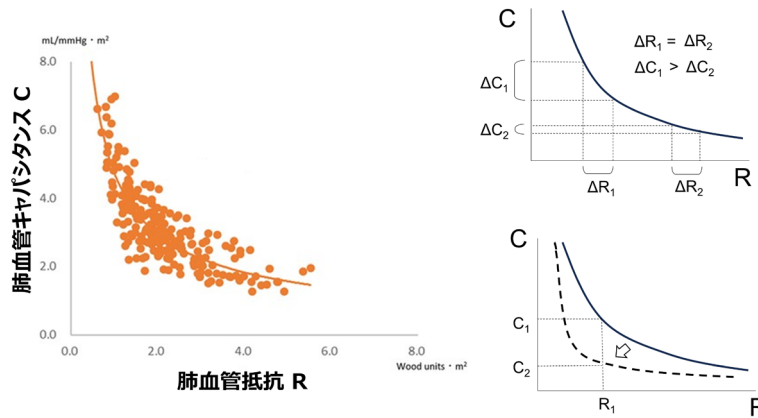 mL/mmHg・m²
肺血管キャパシタンス C
8.0
6.0
4.0
2.0
0.0
0.0
2.0
4.0
6.0
8.0
Wood units・m²
肺血管抵抗 R
C
ΔR₁ = ΔR₂
ΔC₁ > ΔC₂
ΔC₁
ΔC₂
R
ΔR₁
ΔR₂
C
C₁
C₂
R₁